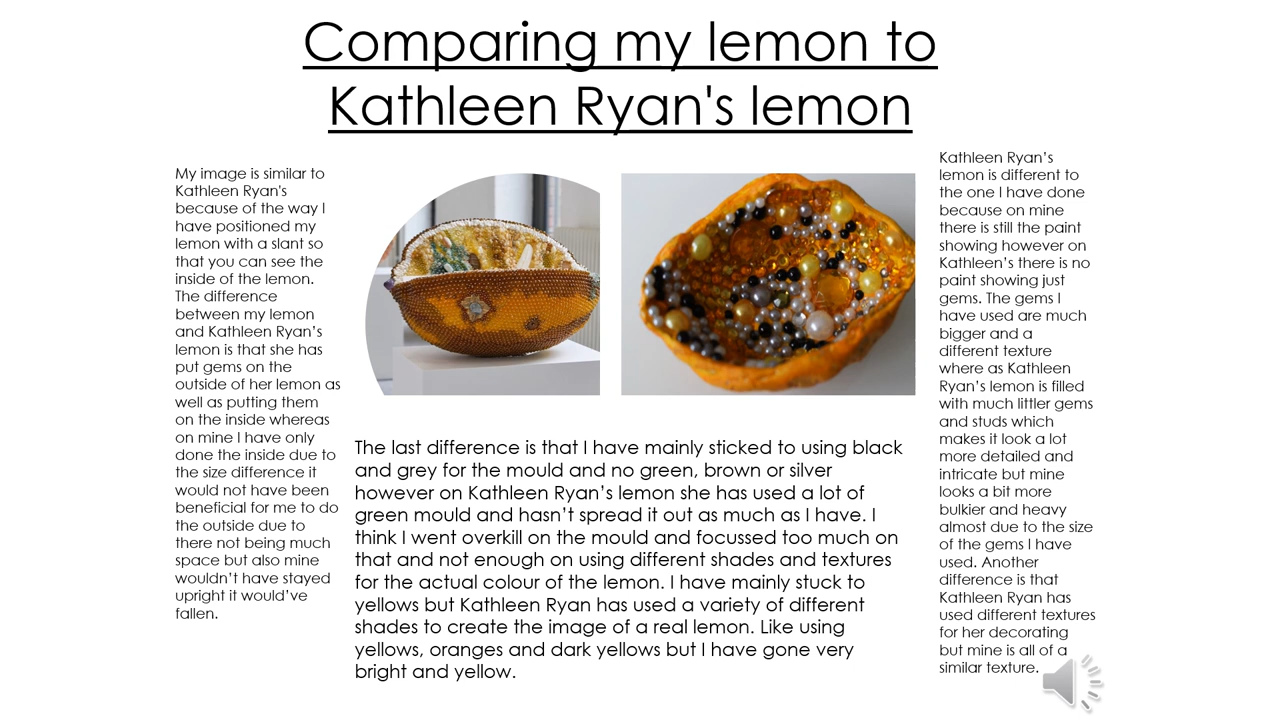 Comparing my lemon to
Kathleen Ryan's lemon
My image is similar to
Kathleen Ryan's
because of the way I
have positioned my
lemon with a slant so
that you can see the
inside of the lemon.
The difference
between my lemon
and Kathleen Ryan’s
lemon is that she has
put gems on the
outside of her lemon as
well as putting them
on the inside whereas
on mine I have only
done the inside due to
the size difference it
would not have been
beneficial for me to do
the outside due to
there not being much
space but also mine
wouldn’t have stayed
upright it would’ve
fallen.
The last difference is that I have mainly sticked to using black
and grey for the mould and no green, brown or silver
however on Kathleen Ryan’s lemon she has used a lot of
green mould and hasn’t spread it out as much as I have. I
think I went overkill on the mould and focussed too much on
that and not enough on using different shades and textures
for the actual colour of the lemon. I have mainly stuck to
yellows but Kathleen Ryan has used a variety of different
shades to create the image of a real lemon. Like using
yellows, oranges and dark yellows but I have gone very
bright and yellow.
Kathleen Ryan’s
lemon is different to
the one I have done
because on mine
there is still the paint
showing however on
Kathleen’s there is no
paint showing just
gems. The gems I
have used are much
bigger and a
different texture
where as Kathleen
Ryan’s lemon is filled
with much littler gems
and studs which
makes it look a lot
more detailed and
intricate but mine
looks a bit more
bulkier and heavy
almost due to the size
of the gems I have
used. Another
difference is that
Kathleen Ryan has
used different textures
for her decorating
but mine is all of a
similar texture.